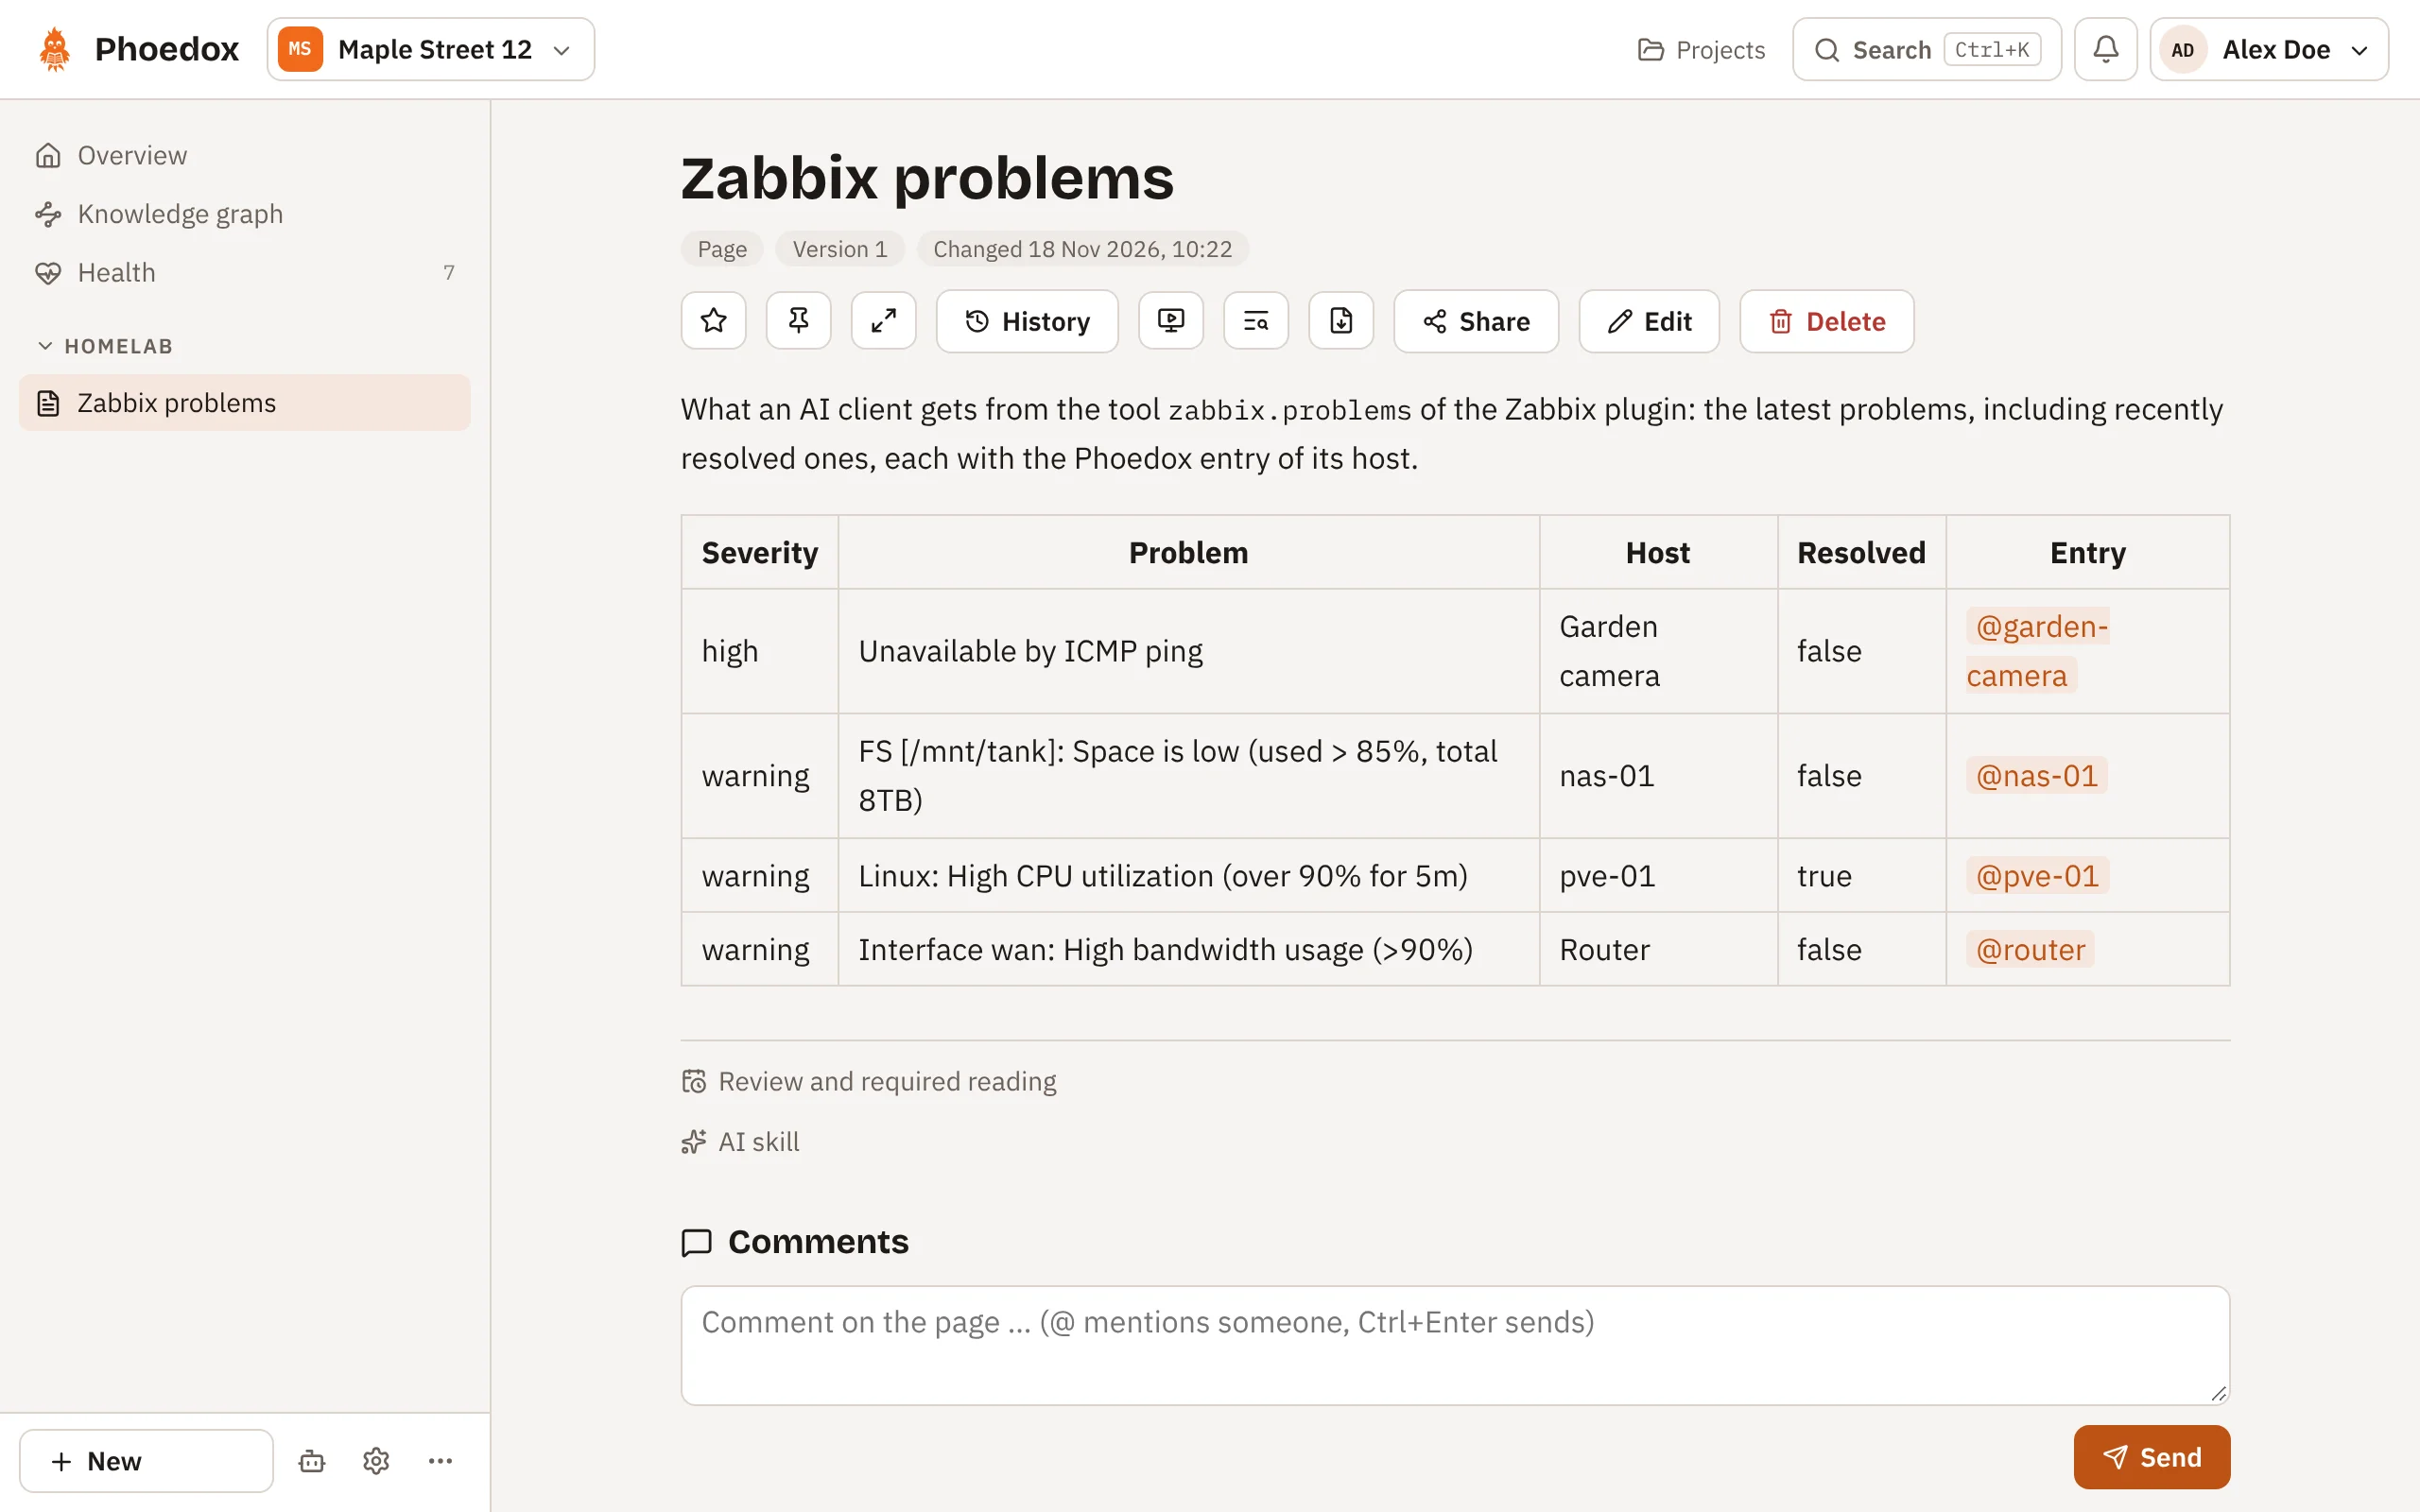 Phoedox
MS
Maple Street 12
Projects
Search
Ctrl+K
AD
Alex Doe
Overview
Knowledge graph
Health
7
HOMELAB
Zabbix problems
Zabbix problems
Page
Version 1
Changed 18 Nov 2026, 10:22
History
Share
Edit
Delete
What an AI client gets from the tool zabbix.problems of the Zabbix plugin: the latest problems, including recently
resolved ones, each with the Phoedox entry of its host.
Severity Problem Host Resolved Entry
high Unavailable by ICMP ping Garden camera false @garden-camera
warning FS [/mnt/tank]: Space is low (used > 85%, total 8TB) nas-01 false @nas-01
warning Linux: High CPU utilization (over 90% for 5m) pve-01 true @pve-01
warning Interface wan: High bandwidth usage (>90%) Router false @router
Review and required reading
AI skill
Comments
Comment on the page ... (@ mentions someone, Ctrl+Enter sends)
New
Send